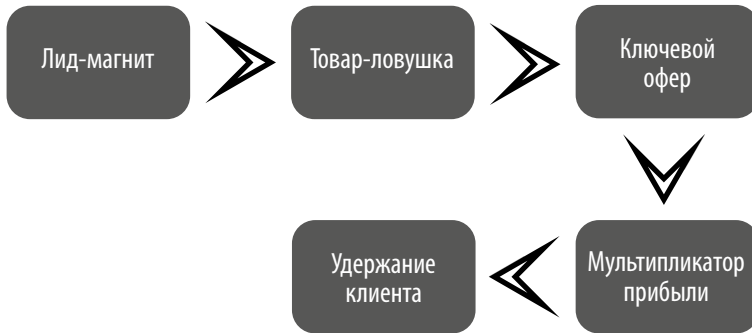 Лид-магнит
Товар-ловушка
Ключевой
офер
Мультипликатор
прибыли
Удержание
клиента